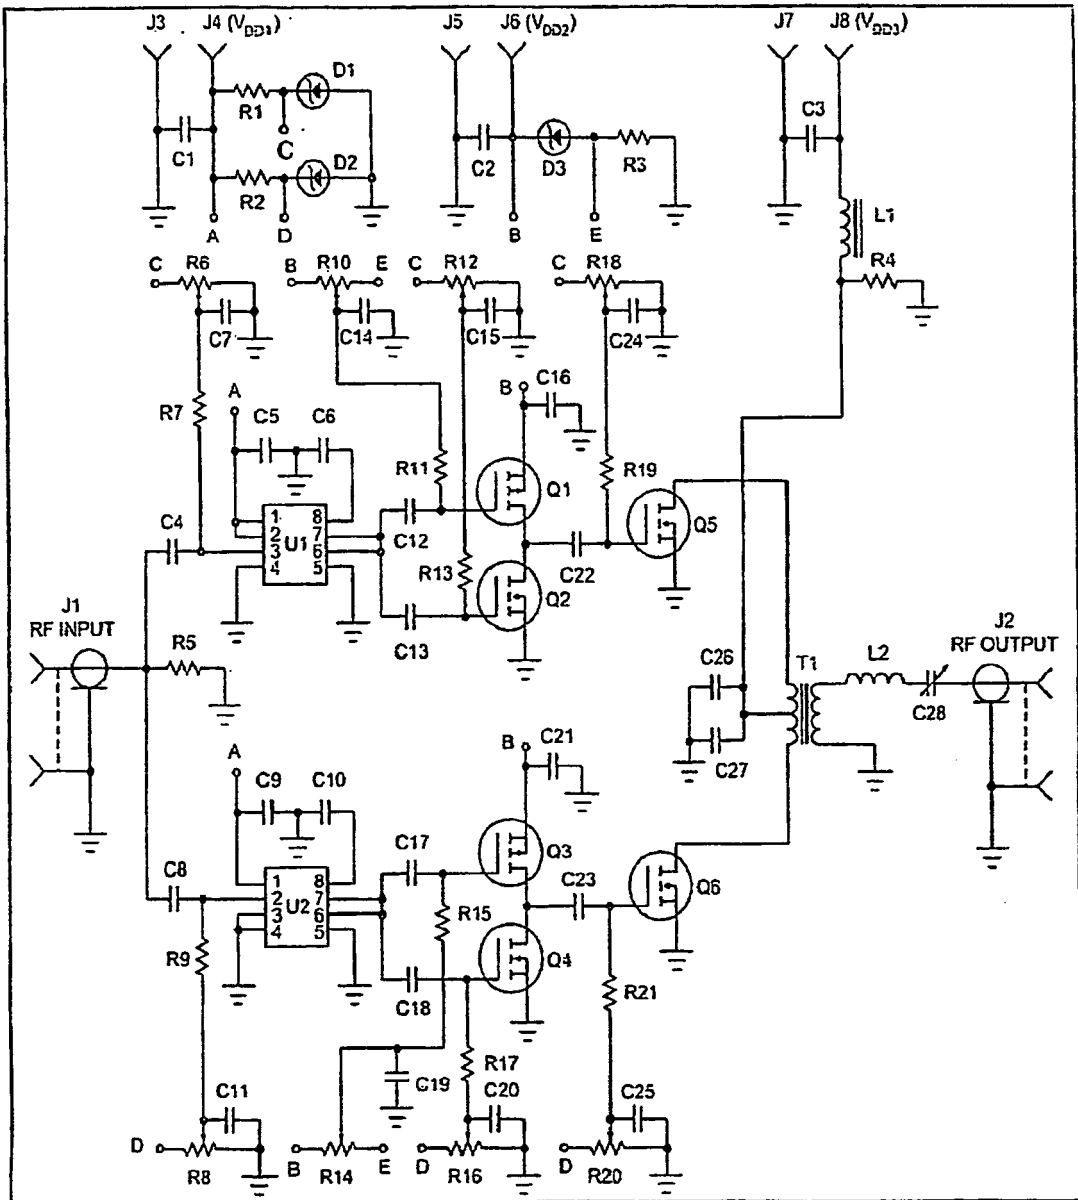 J3 J4 (VDD1) J5 J6 (VDD2) J7 J8 (VDD3)
D1
R1
C3
C
C1 C2 D3 R3
D2
R2
L1
A D B E
R4
C R6 B R10 E C R12 C R18
C7 C14 C15 C24
A B C16
R7 C5 C6
R11 R19
Q1
C4 1 8 C12 Q5
2 7
3 U1 6
4 5 C22
R13
Q2
J1
RF INPUT
C13
J2
RF OUTPUT
R5 C26 T1 L2
C28
C27
A C9 C10 B C21
C17 Q3
C8 C23 Q6
1 8
2 7
3 U2 6
4 5
R15
R9 Q4
C18 R21
R17
C19
C11 C20 C25
D R8 B R14 E D R16 D R20